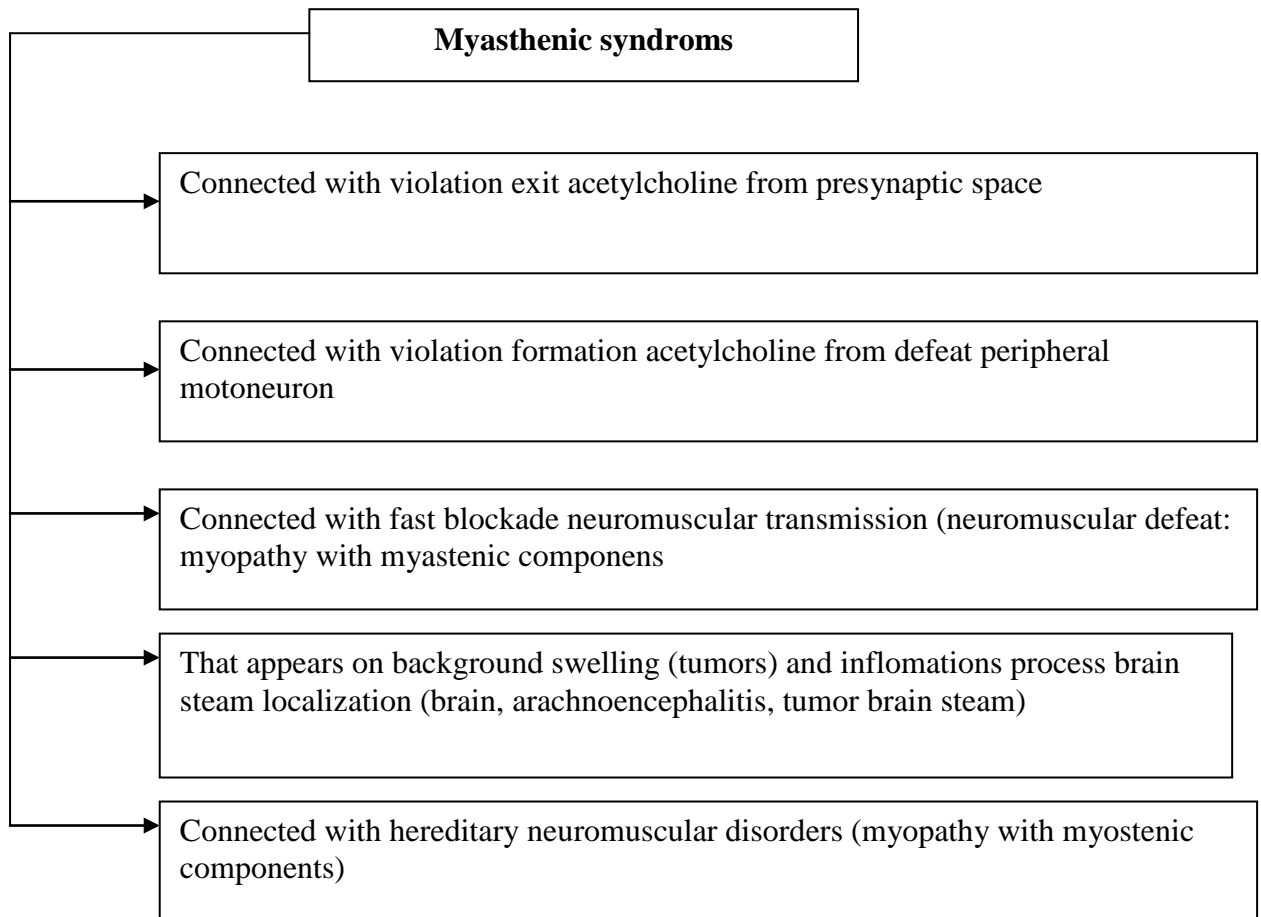 Myasthenic syndroms
Connected with violation exit acetylcholine from presynaptic space
Connected with violation formation acetylcholine from defeat peripheral
motoneuron
Connected with fast blockade neuromuscular transmission (neuromuscular defeat:
myopathy with myastenic componens
That appears on background swelling (tumors) and inflomations process brain
steam localization (brain, arachnoencephalitis, tumor brain steam)
Connected with hereditary neuromuscular disorders (myopathy with myostenic
components)